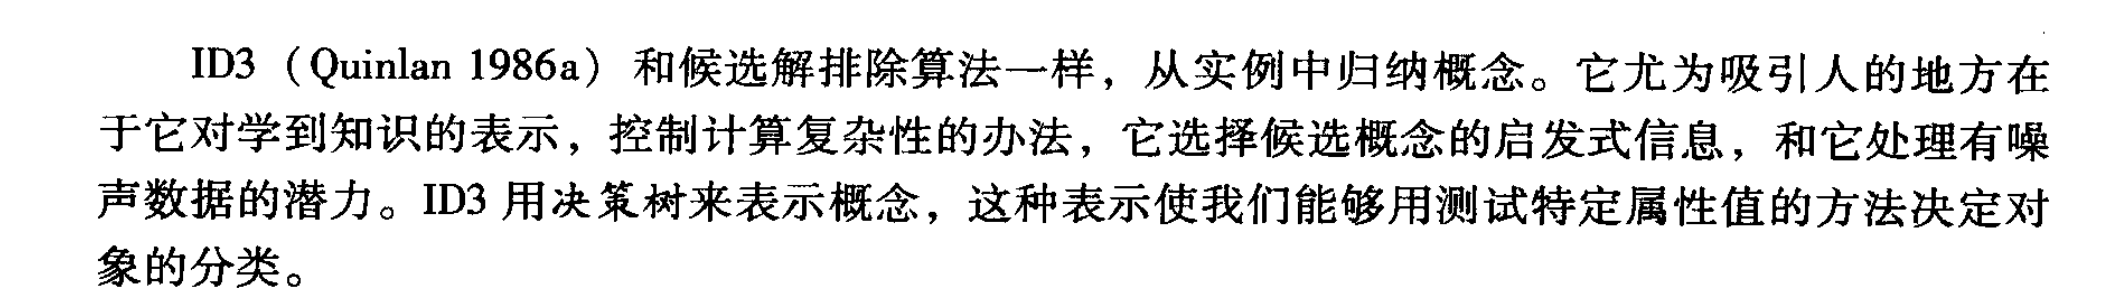 ID3（Quinlan 1986a）和候选解排除算法一样，从实例中归纳概念。它尤为吸引人的地方在
于它对学到知识的表示，控制计算复杂性的办法，它选择候选概念的启发式信息，和它处理有噪
声数据的潜力。ID3 用决策树来表示概念，这种表示使我们能够用测试特定属性值的方法决定对
象的分类。